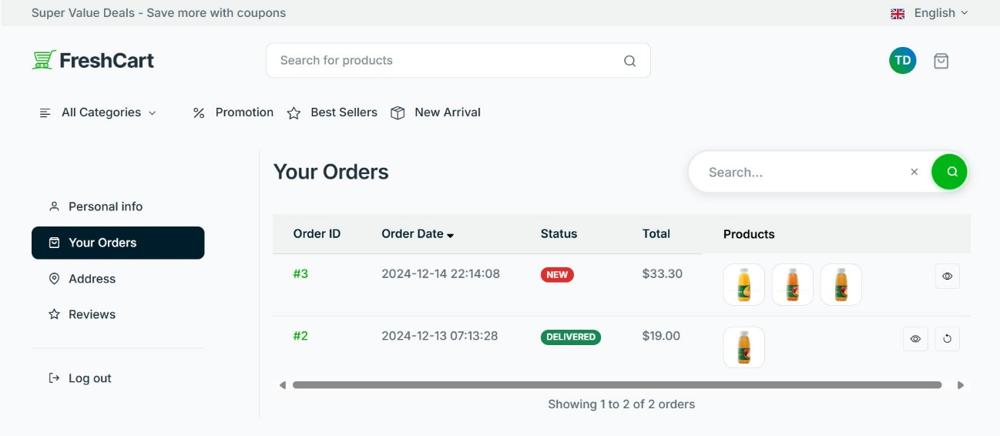 Super Value Deals - Save more with coupons
English
FreshCart
Search for products
TD
All Categories
Promotion
Best Sellers
New Arrival
Personal info
Your Orders
Address
Reviews
Log out
Your Orders
Search...
Order ID Order Date Status Total Products
#3 2024-12-14 22:14:08 NEW $33.30
#2 2024-12-13 07:13:28 DELIVERED $19.00
Showing 1 to 2 of 2 orders